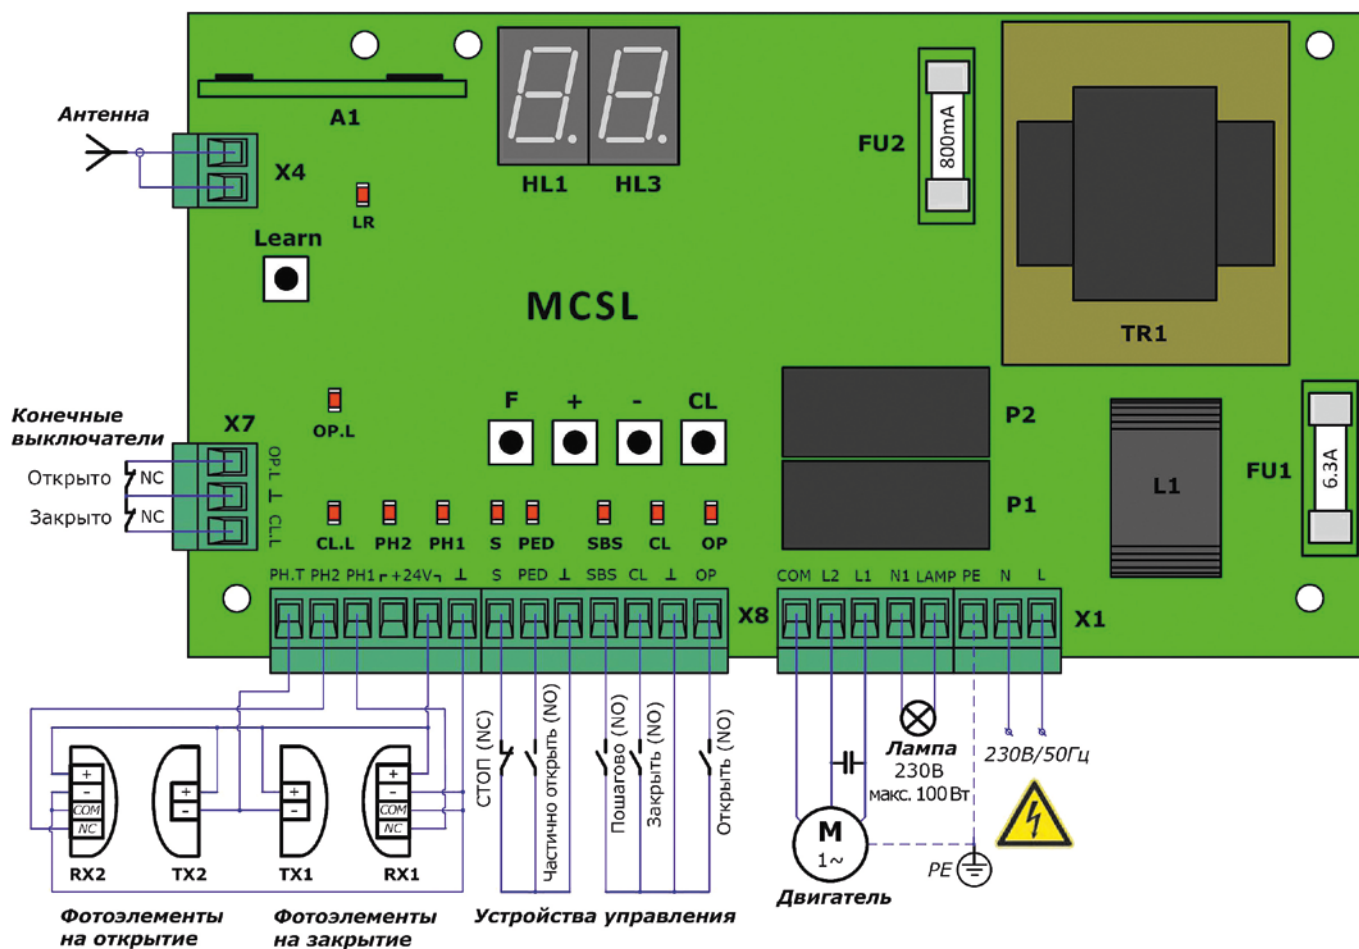 Антенна
A1
X4
LR
Learn
HL1 HL3
FU2
800mA
MCSL
TR1
Конечные
выключатели
X7
Открыто NC
Закрыто NC
OP.L
⊥
CL.L
OP.L
F + - CL
P2
P1
L1
FU1
6.3A
CL.L PH2 PH1 S PED SBS CL OP
PH.T PH2 PH1 +24V ⊥ S PED ⊥ SBS CL ⊥ OP
X8
COM L2 L1 N1 LAMP PE N L
X1
СТОП (NC)
Частично открыть (NO)
Пошагово (NO)
Закрыть (NO)
Открыть (NO)
Лампа
230В
макс. 100 Вт
230В/50Гц
M
1~
PE
Двигатель
+
-
COM
NC
RX2
+
-
TX2
+
-
TX1
+
-
COM
NC
RX1
Фотоэлементы
на открытие
Фотоэлементы
на закрытие
Устройства управления